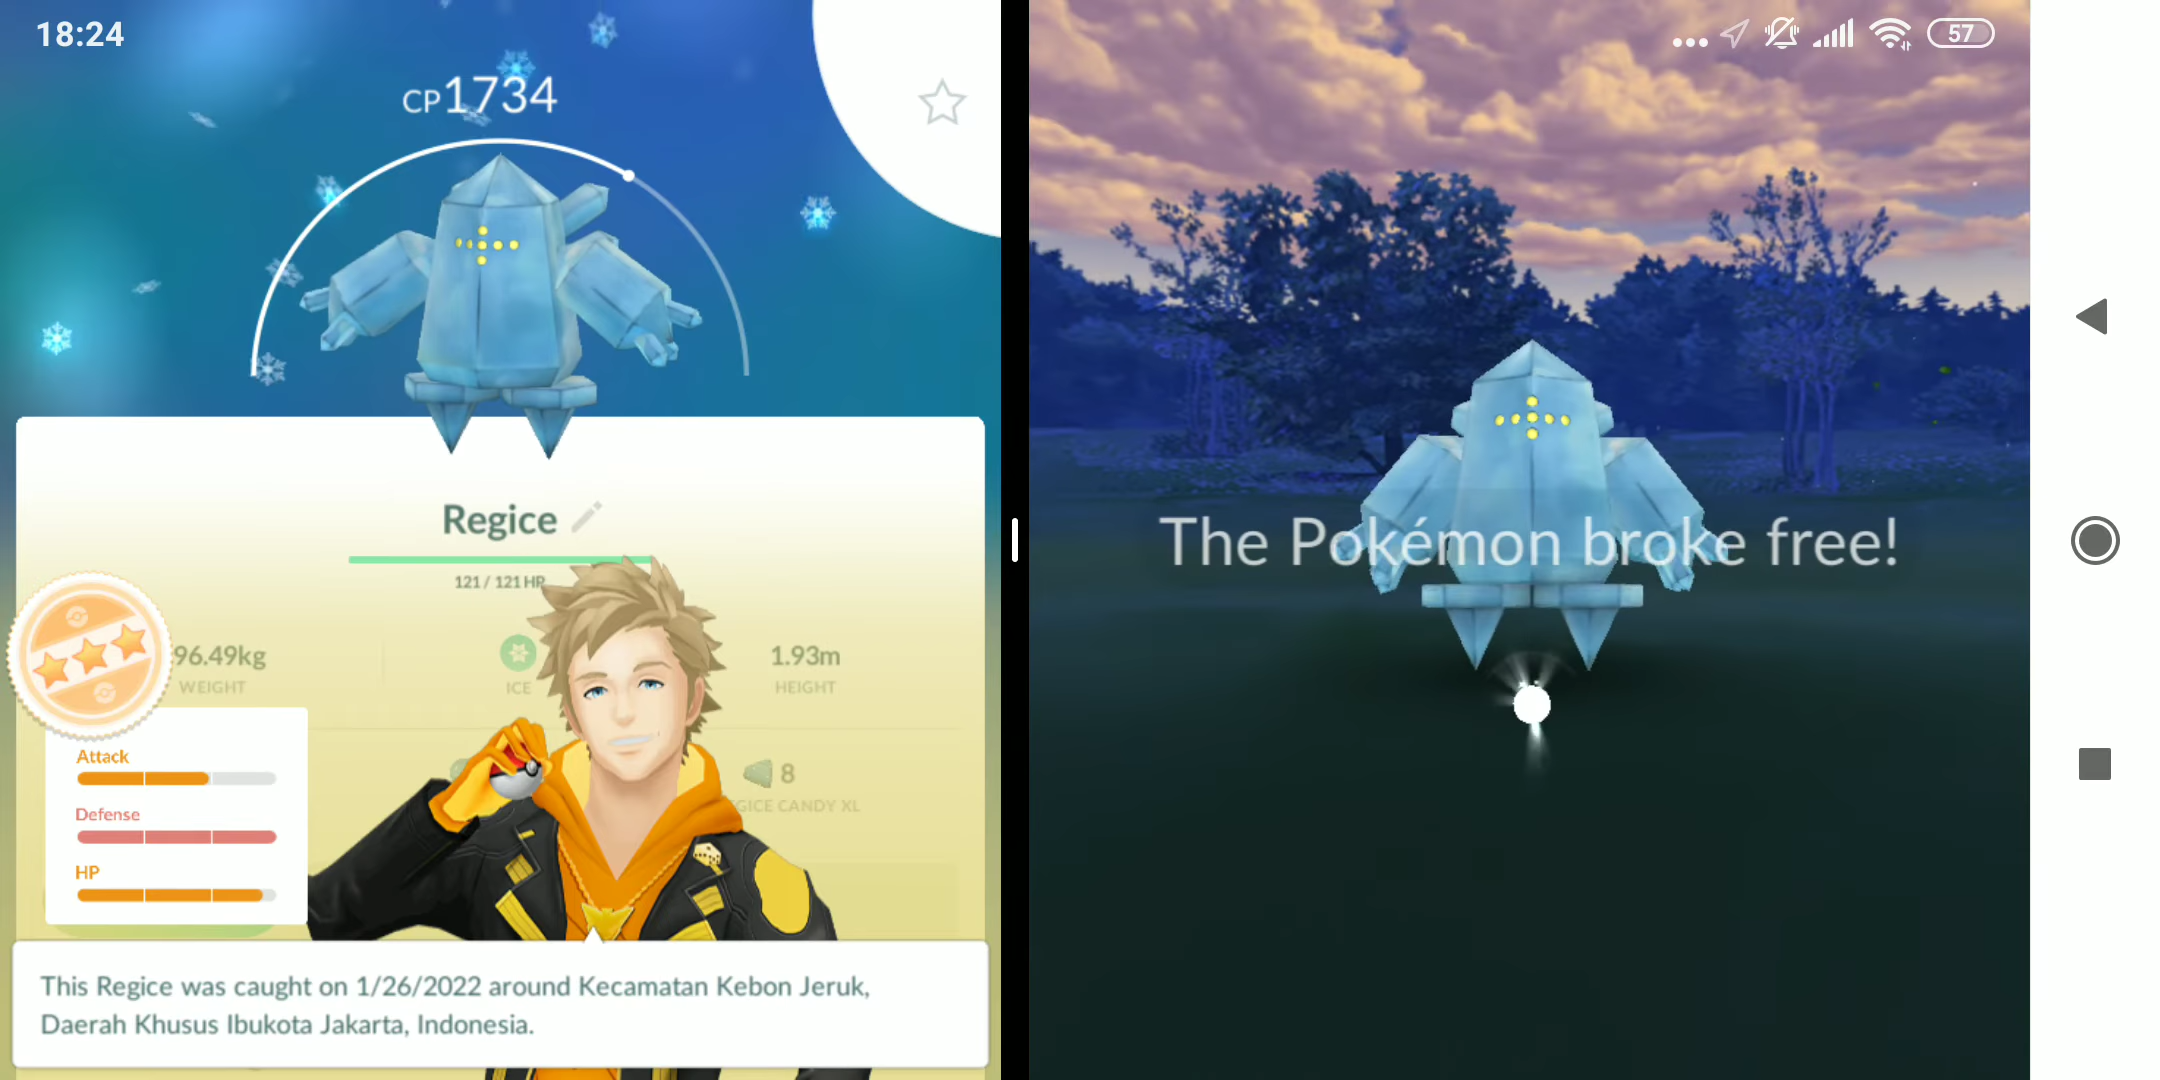 18:24
57
CP1734
Regice
121 / 121 HP
96.49kg
WEIGHT
ICE
1.93m
HEIGHT
8
GICE CANDY XL
Attack
Defense
HP
This Regice was caught on 1/26/2022 around Kecamatan Kebon Jeruk,
Daerah Khusus Ibukota Jakarta, Indonesia.
The Pokémon broke free!